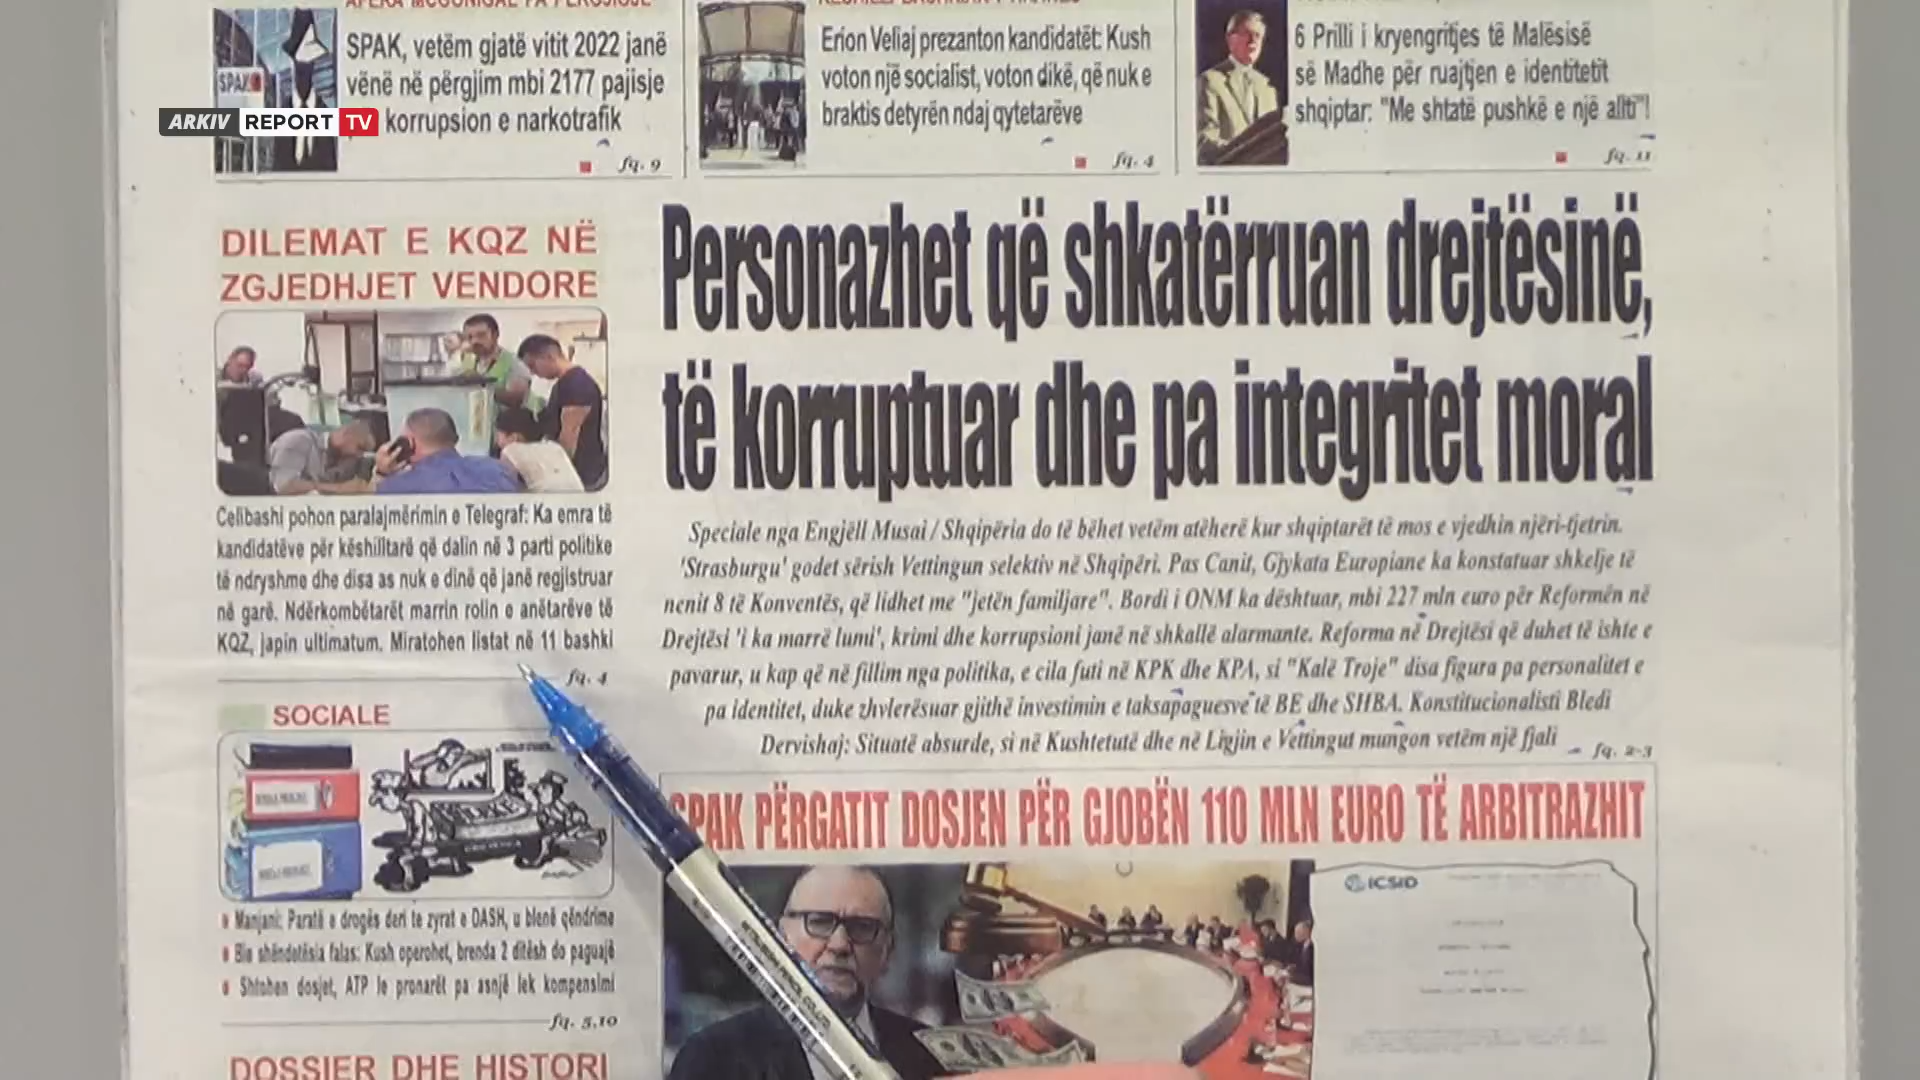 SPAK, vetëm gjatë vitit 2022 janë
vënë në përgjim mbi 2177 pajisje
korrupsion e narkotrafik
fq. 9
SPAK
ARKIV REPORT TV
Erion Veliaj prezanton kandidatët: Kush
voton një socialist, voton dikë, që nuk e
braktis detyrën ndaj qytetarëve
fq. 4
6 Prilli i kryengritjes të Malësisë
së Madhe për ruajtjen e identitetit
shqiptar: "Me shtatë pushkë e një allti"!
fq. 11
DILEMAT E KQZ NË
ZGJEDHJET VENDORE
Celibashi pohon paralajmërimin e Telegraf: Ka emra të
kandidatëve për këshilltarë që dalin në 3 parti politike
të ndryshme dhe disa as nuk e dinë që janë regjistruar
në garë. Ndërkombëtarët marrin rolin e anëtarëve të
KQZ, japin ultimatum. Miratohen listat në 11 bashki
fq. 4
Personazhet që shkatërruan drejtësinë,
të korruptuar dhe pa integritet moral
Speciale nga Engjëll Musai / Shqipëria do të bëhet vetëm atëherë kur shqiptarët të mos e vjedhin njëri-tjetrin.
'Strasburgu' godet sërish Vettingun selektiv në Shqipëri. Pas Canit, Gjykata Europiane ka konstatuar shkelje të
nenit 8 të Konventës, që lidhet me "jetën familjare". Bordi i ONM ka dështuar, mbi 227 mln euro për Reformën në
Drejtësi 'i ka marrë lumi', krimi dhe korrupsioni janë në shkallë alarmante. Reforma në Drejtësi që duhet të ishte e
pavarur, u kap që në fillim nga politika, e cila futi në KPK dhe KPA, si "Kalë Troje" disa figura pa personalitet e
pa identitet, duke zhvlerësuar gjithë investimin e taksapaguesve të BE dhe SHBA. Konstitucionalisti Bledi
Dervishaj: Situatë absurde, si në Kushtetutë dhe në Ligjin e Vettingut mungon vetëm një fjali
fq. 2-3
SOCIALE
Manjani: Paratë e drogës deri te zyrat e DASH, u blenë qëndrime
Bie shëndetësia falas: Kush operohet, brenda 2 ditësh do paguajë
Shtohen dosjet, ATP le pronarët pa asnjë lek kompensimi
fq. 5,10
DOSSIER DHE HISTORI
SPAK PËRGATIT DOSJEN PËR GJOBËN 110 MLN EURO TË ARBITRAZHIT
ICSID